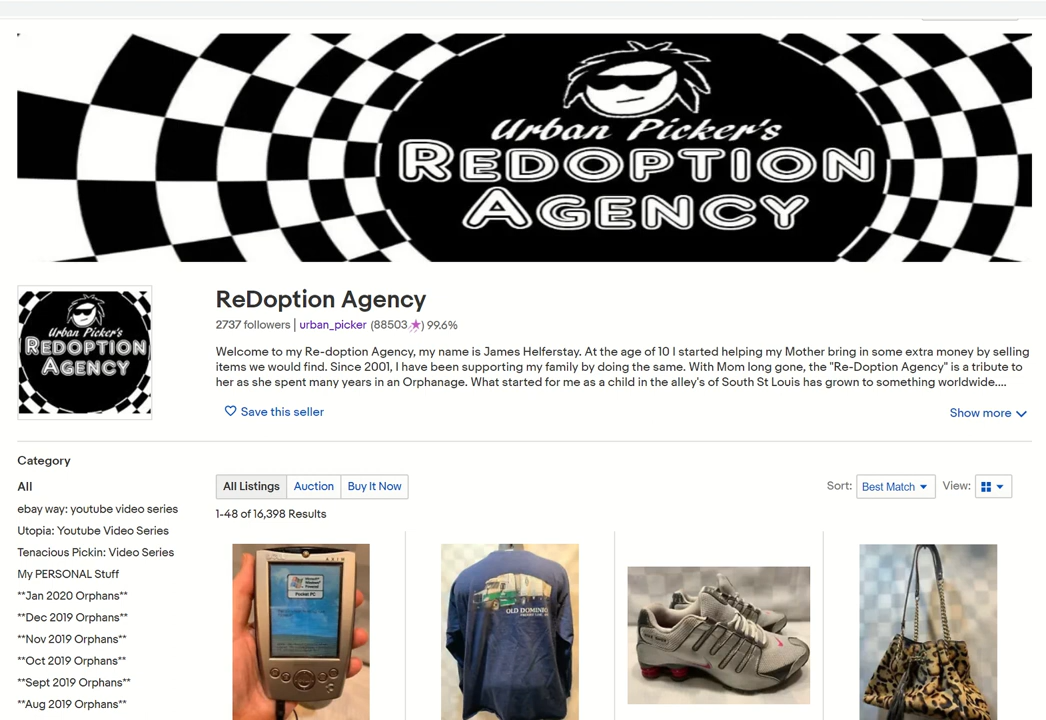 Urban Picker's
REDOPTION
AGENCY
Urban Picker's
REDOPTION
AGENCY
ReDoption Agency
2737 followers | urban_picker (88503) 99.6%
Welcome to my Re-doption Agency, my name is James Helferstay. At the age of 10 I started helping my Mother bring in some extra money by selling
items we would find. Since 2001, I have been supporting my family by doing the same. With Mom long gone, the "Re-Doption Agency" is a tribute to
her as she spent many years in an Orphanage. What started for me as a child in the alley's of South St Louis has grown to something worldwide....
Save this seller
Show more
Category
All
ebay way: youtube video series
Utopia: Youtube Video Series
Tenacious Pickin: Video Series
My PERSONAL Stuff
**Jan 2020 Orphans**
**Dec 2019 Orphans**
**Nov 2019 Orphans**
**Oct 2019 Orphans**
**Sept 2019 Orphans**
**Aug 2019 Orphans**
All Listings Auction Buy It Now
Sort: Best Match View:
1-48 of 16,398 Results
Pocket PC
OLD DOMINION